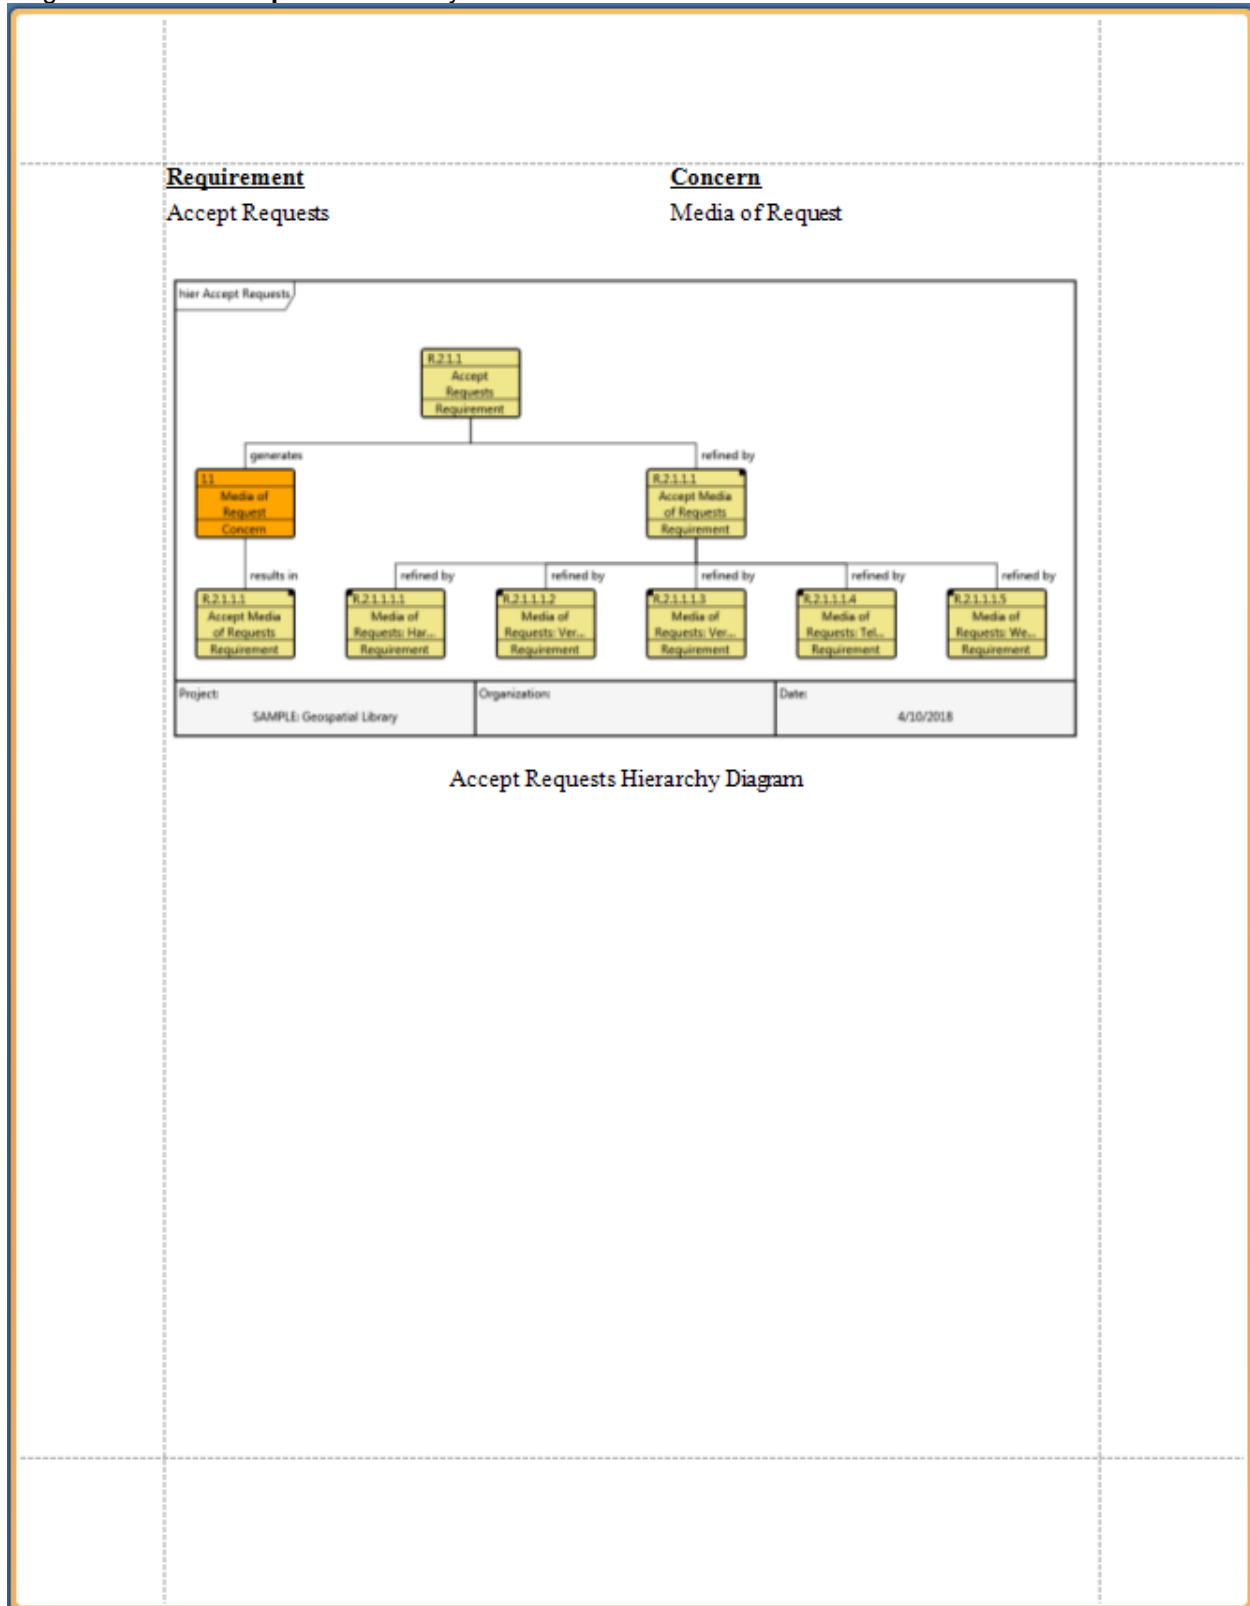 Requirement
Concern
Accept Requests
Media of Request
hier Accept Requests
R.2.1.1
Accept
Requests
Requirement
generates
refined by
11
Media of
Request
Concern
R.2.1.1.1
Accept Media
of Requests
Requirement
results in
refined by
refined by
refined by
refined by
refined by
R.2.1.1.1
Accept Media
of Requests
Requirement
R.2.1.1.1.1
Media of
Requests: Har...
Requirement
R.2.1.1.1.2
Media of
Requests: Ver...
Requirement
R.2.1.1.1.3
Media of
Requests: Ver...
Requirement
R.2.1.1.1.4
Media of
Requests: Tel...
Requirement
R.2.1.1.1.5
Media of
Requests: We...
Requirement
Project:
SAMPLE: Geospatial Library
Organization:
Date:
4/10/2018
Accept Requests Hierarchy Diagram